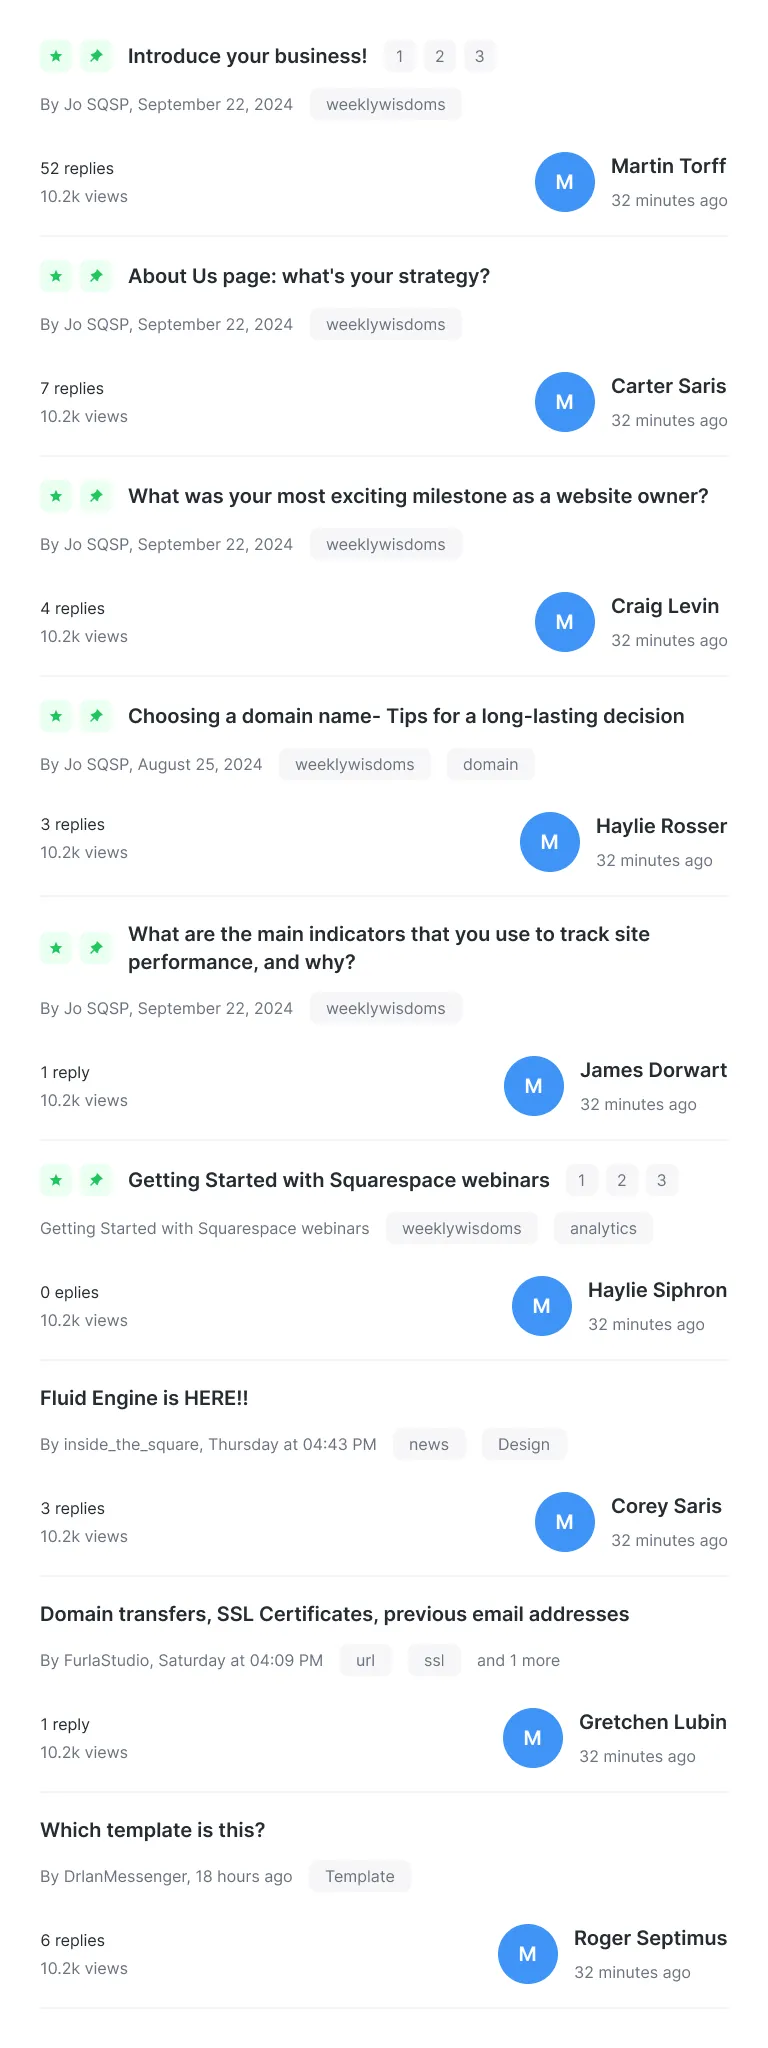 Introduce your business! 1 2 3
By Jo SQSP, September 22, 2024 weeklywisdoms
52 replies
10.2k views
M
Martin Torff
32 minutes ago
About Us page: what's your strategy?
By Jo SQSP, September 22, 2024 weeklywisdoms
7 replies
10.2k views
M
Carter Saris
32 minutes ago
What was your most exciting milestone as a website owner?
By Jo SQSP, September 22, 2024 weeklywisdoms
4 replies
10.2k views
M
Craig Levin
32 minutes ago
Choosing a domain name- Tips for a long-lasting decision
By Jo SQSP, August 25, 2024 weeklywisdoms domain
3 replies
10.2k views
M
Haylie Rosser
32 minutes ago
What are the main indicators that you use to track site
performance, and why?
By Jo SQSP, September 22, 2024 weeklywisdoms
1 reply
10.2k views
M
James Dorwart
32 minutes ago
Getting Started with Squarespace webinars 1 2 3
Getting Started with Squarespace webinars weeklywisdoms analytics
0 eplies
10.2k views
M
Haylie Siphron
32 minutes ago
Fluid Engine is HERE!!
By inside_the_square, Thursday at 04:43 PM news Design
3 replies
10.2k views
M
Corey Saris
32 minutes ago
Domain transfers, SSL Certificates, previous email addresses
By FurlaStudio, Saturday at 04:09 PM url ssl and 1 more
1 reply
10.2k views
M
Gretchen Lubin
32 minutes ago
Which template is this?
By DrIanMessenger, 18 hours ago Template
6 replies
10.2k views
M
Roger Septimus
32 minutes ago